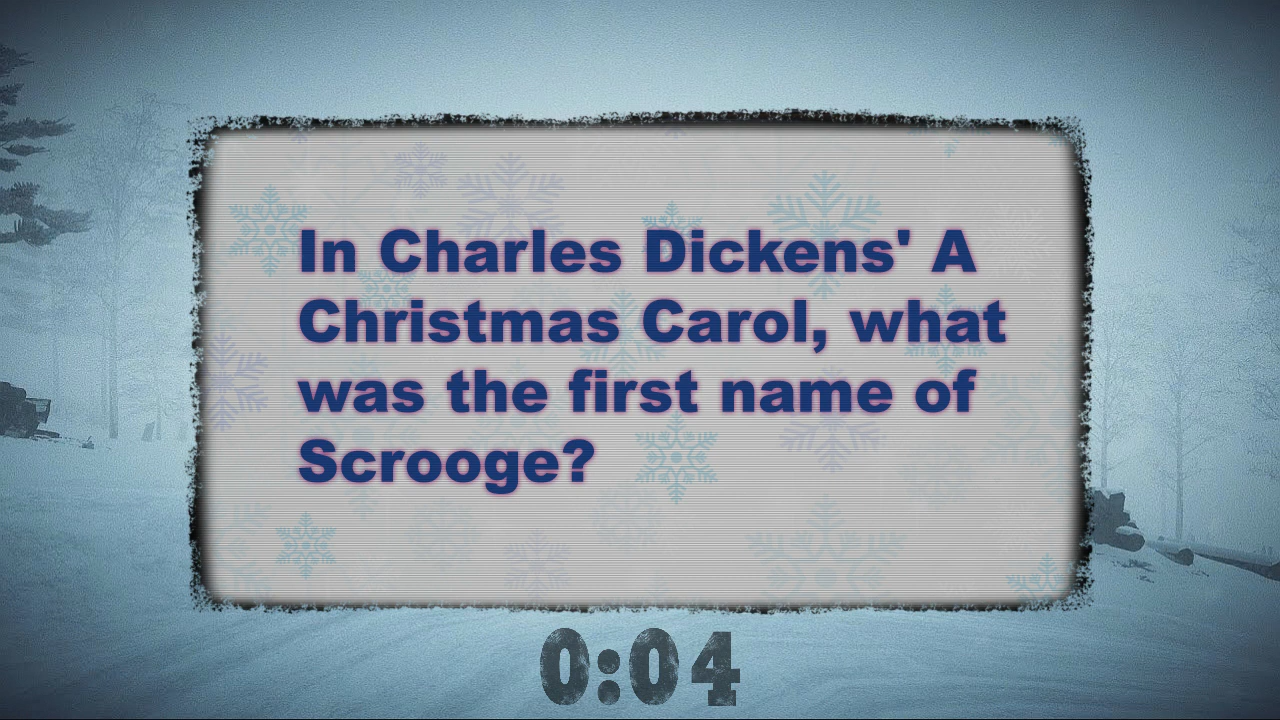 In Charles Dickens' A
Christmas Carol, what
was the first name of
Scrooge?
0:04